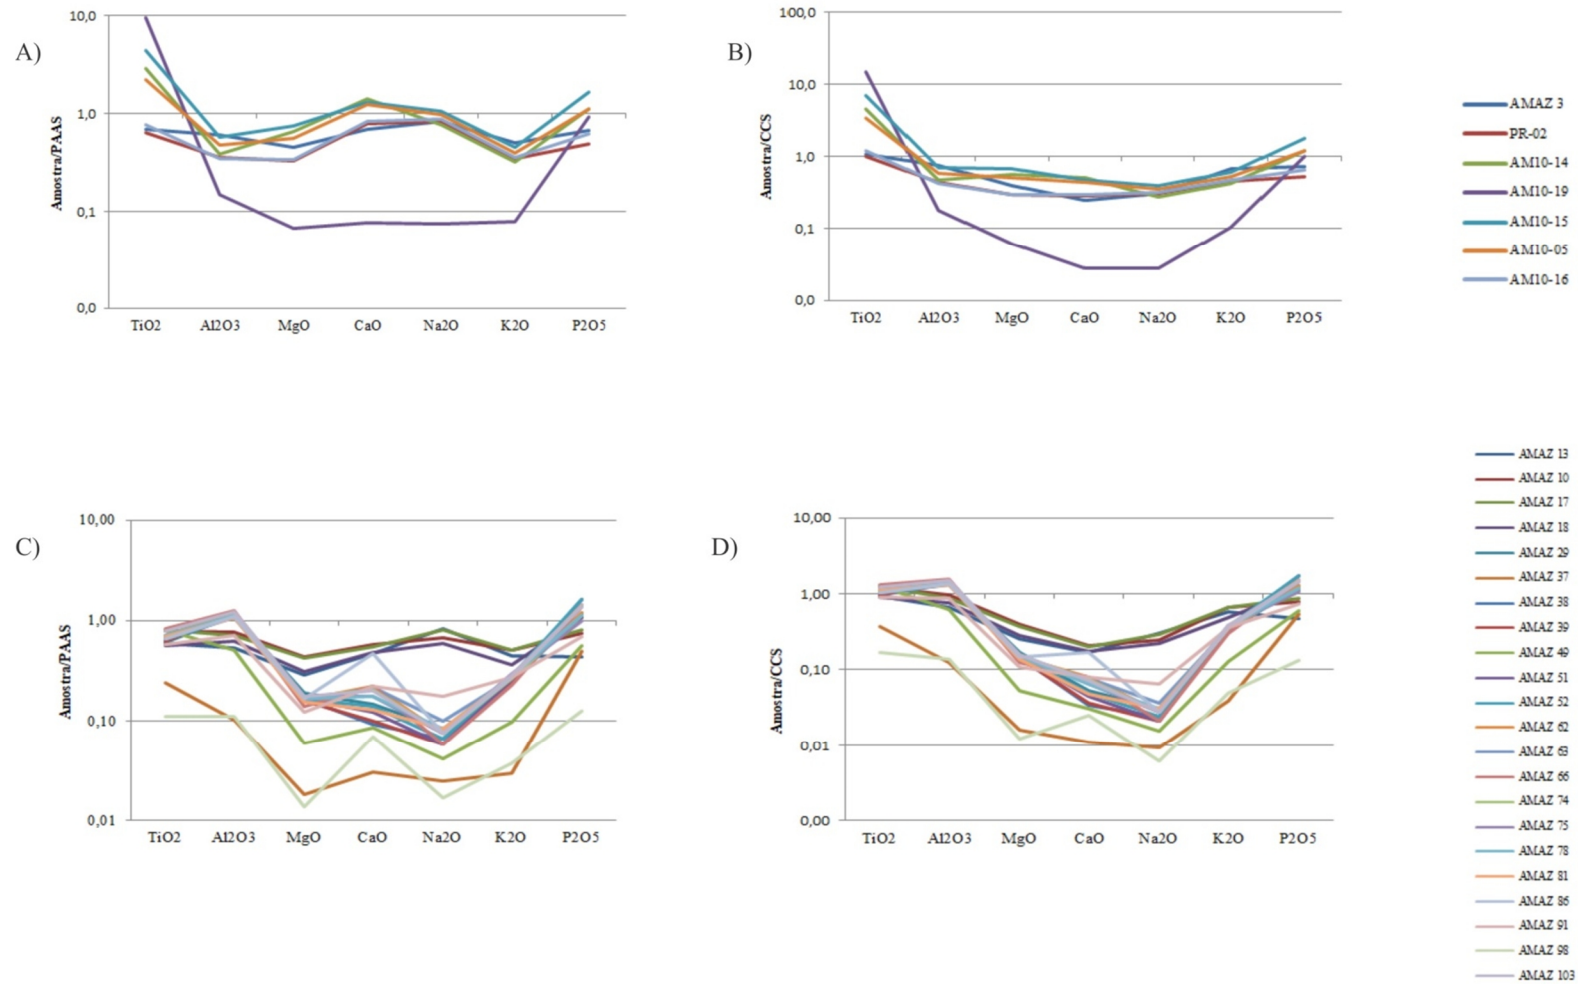 A)
10,0
1,0
0,1
0,0
Amostra/PAAS
TiO2 Al2O3 MgO CaO Na2O K2O P2O5
B)
100,0
10,0
1,0
0,1
0,0
Amostra/CCS
TiO2 Al2O3 MgO CaO Na2O K2O P2O5
AMAZ 3
PR-02
AM10-14
AM10-19
AM10-15
AM10-05
AM10-16
C)
10,00
1,00
0,10
0,01
Amostra/PAAS
TiO2 Al2O3 MgO CaO Na2O K2O P2O5
D)
10,00
1,00
0,10
0,01
0,00
Amostra/CCS
TiO2 Al2O3 MgO CaO Na2O K2O P2O5
AMAZ 13
AMAZ 10
AMAZ 17
AMAZ 18
AMAZ 29
AMAZ 37
AMAZ 38
AMAZ 39
AMAZ 49
AMAZ 51
AMAZ 52
AMAZ 62
AMAZ 63
AMAZ 66
AMAZ 74
AMAZ 75
AMAZ 78
AMAZ 81
AMAZ 86
AMAZ 91
AMAZ 98
AMAZ 103